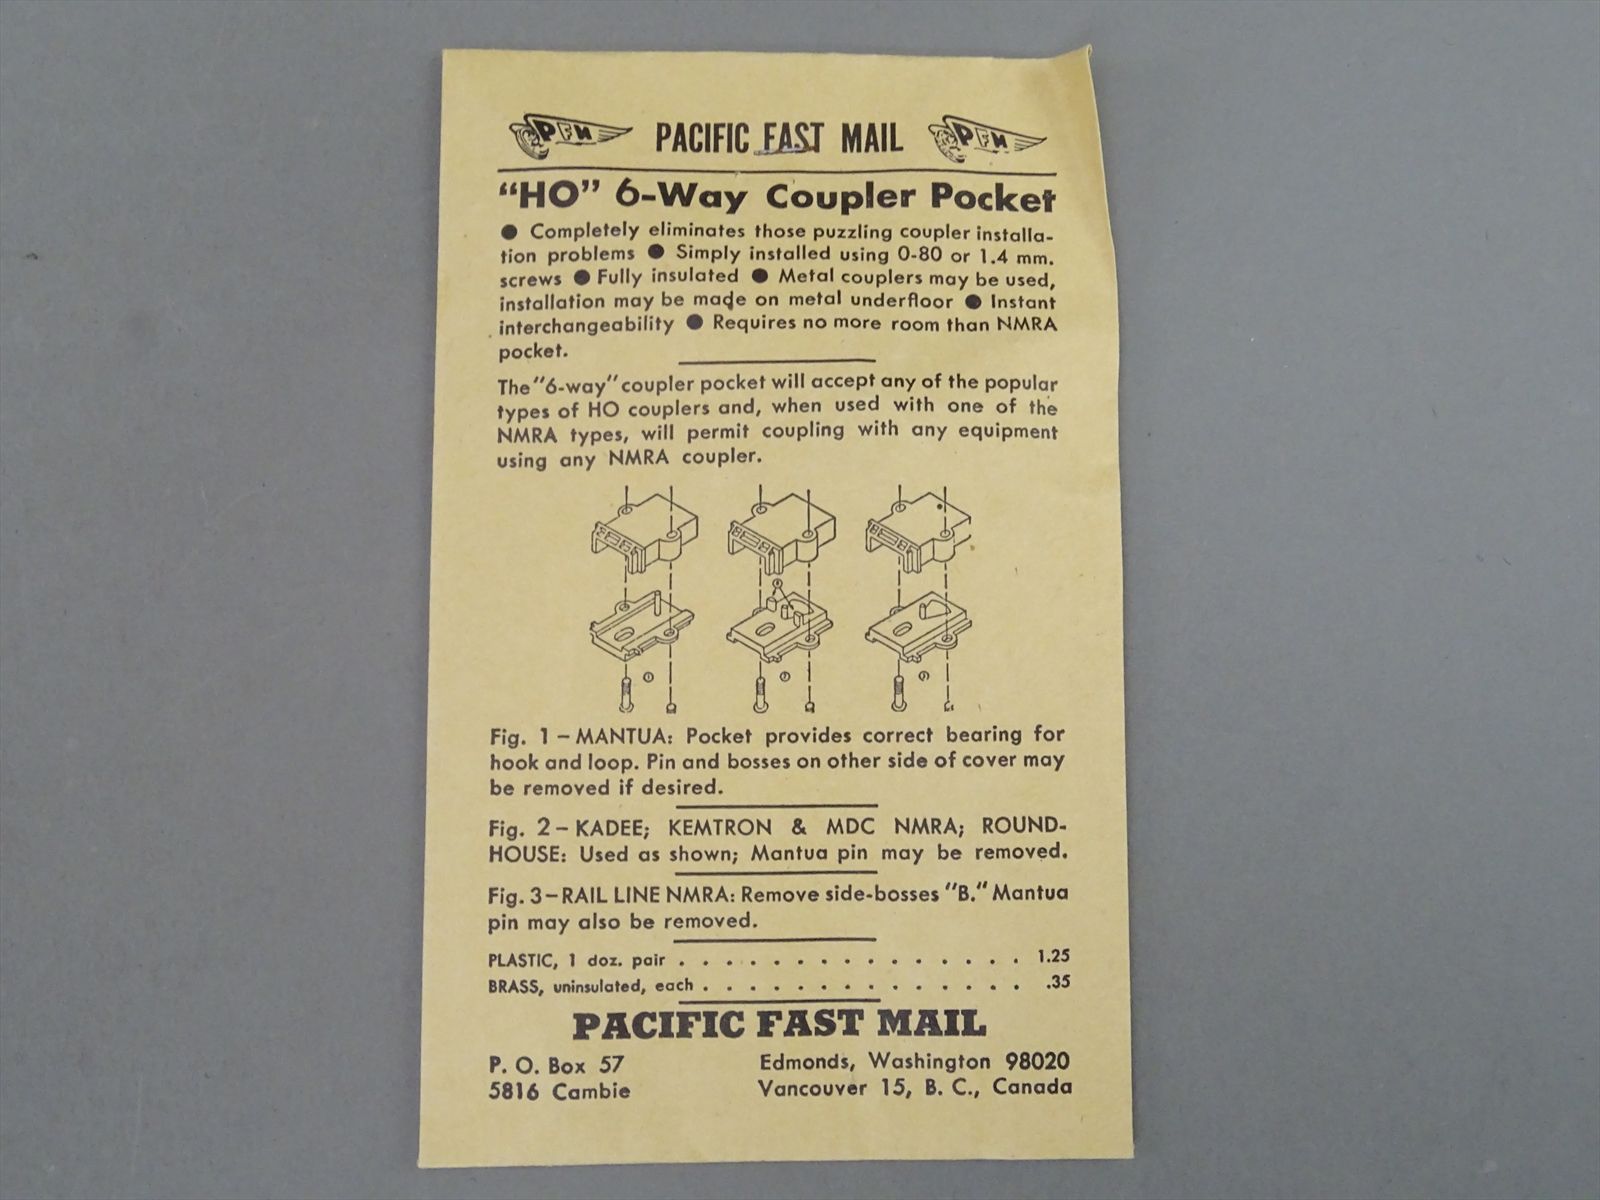 PFM PACIFIC FAST MAIL PFM
"HO" 6-Way Coupler Pocket
● Completely eliminates those puzzling coupler installa-
tion problems ● Simply installed using 0-80 or 1.4 mm.
screws ● Fully insulated ● Metal couplers may be used,
installation may be made on metal underfloor ● Instant
interchangeability ● Requires no more room than NMRA
pocket.
The "6-way" coupler pocket will accept any of the popular
types of HO couplers and, when used with one of the
NMRA types, will permit coupling with any equipment
using any NMRA coupler.
Fig. 1 – MANTUA: Pocket provides correct bearing for
hook and loop. Pin and bosses on other side of cover may
be removed if desired.
Fig. 2 – KADEE; KEMTRON & MDC NMRA; ROUND-
HOUSE: Used as shown; Mantua pin may be removed.
Fig. 3 – RAIL LINE NMRA: Remove side-bosses "B." Mantua
pin may also be removed.
PLASTIC, 1 doz. pair . . . . . . . . . . . . . . . . 1.25
BRASS, uninsulated, each . . . . . . . . . . . . . . .35
PACIFIC FAST MAIL
P. O. Box 57 Edmonds, Washington 98020
5816 Cambie Vancouver 15, B. C., Canada